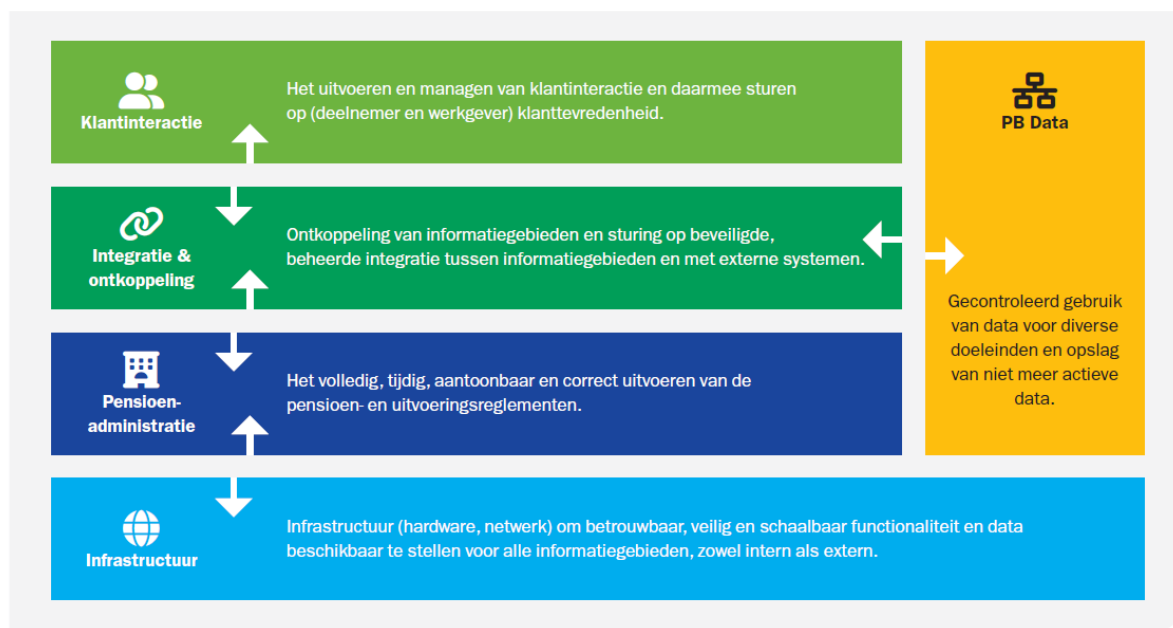 Klantinteractie
Het uitvoeren en managen van klantinteractie en daarmee sturen
op (deelnemer en werkgever) klanttevredenheid.
Integratie &
ontkoppeling
Ontkoppeling van informatiegebieden en sturing op beveiligde,
beheerde integratie tussen informatiegebieden en met externe systemen.
Pensioen-
administratie
Het volledig, tijdig, aantoonbaar en correct uitvoeren van de
pensioen- en uitvoeringsreglementen.
PB Data
Gecontroleerd gebruik
van data voor diverse
doeleinden en opslag
van niet meer actieve
data.
Infrastructuur
Infrastructuur (hardware, netwerk) om betrouwbaar, veilig en schaalbaar functionaliteit en data
beschikbaar te stellen voor alle informatiegebieden, zowel intern als extern.